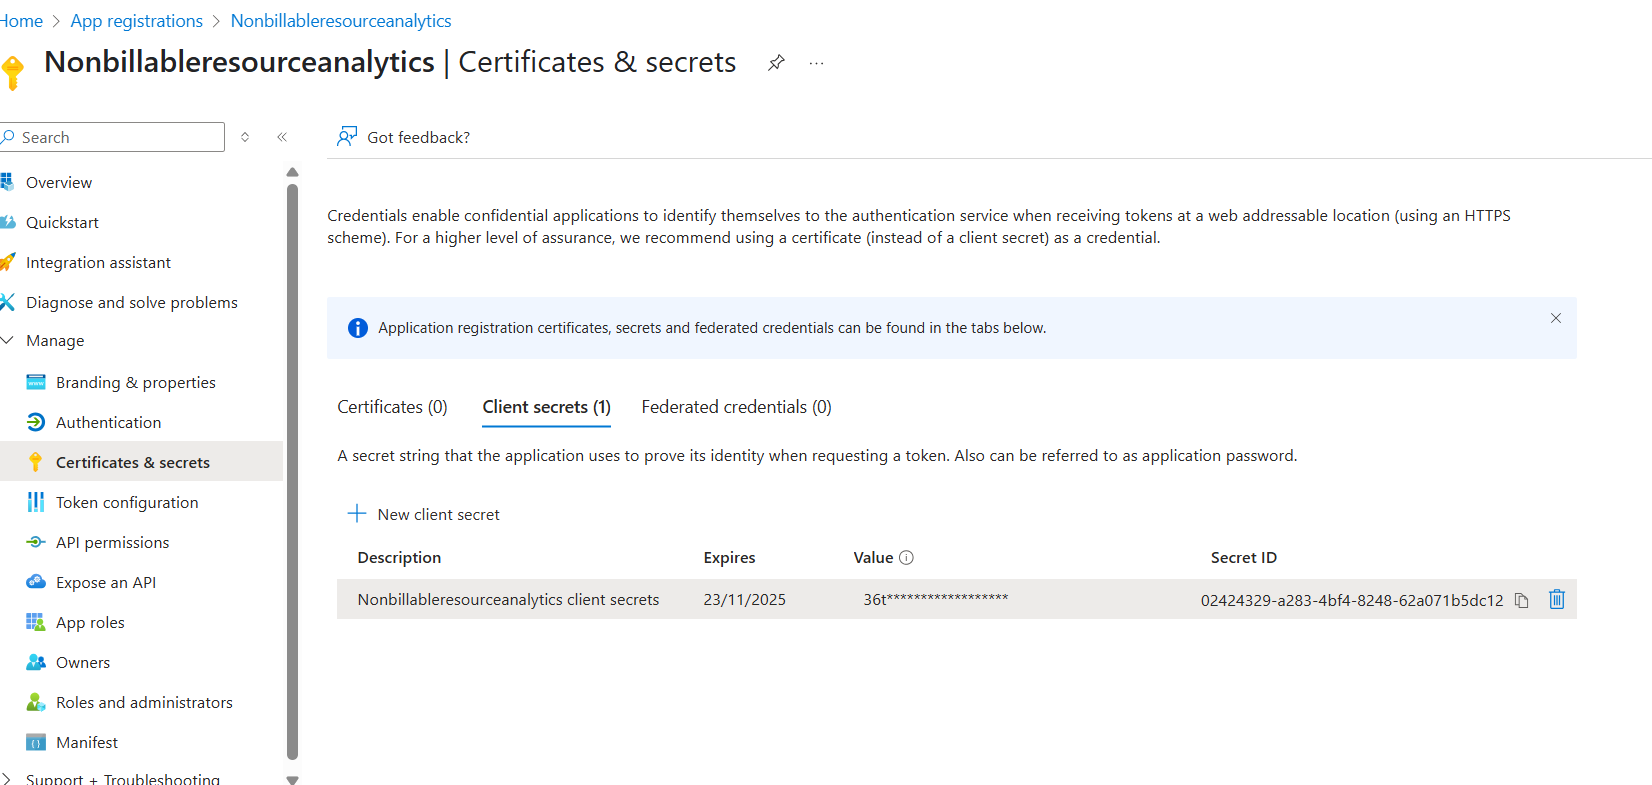 Home > App registrations > Nonbillableresourceanalytics
Nonbillableresourceanalytics | Certificates & secrets
Search
Got feedback?
Overview
Quickstart
Integration assistant
Diagnose and solve problems
Manage
Branding & properties
Authentication
Certificates & secrets
Token configuration
API permissions
Expose an API
App roles
Owners
Roles and administrators
Manifest
Support + Troubleshooting
Credentials enable confidential applications to identify themselves to the authentication service when receiving tokens at a web addressable location (using an HTTPS
scheme). For a higher level of assurance, we recommend using a certificate (instead of a client secret) as a credential.
Application registration certificates, secrets and federated credentials can be found in the tabs below.
Certificates (0) Client secrets (1) Federated credentials (0)
A secret string that the application uses to prove its identity when requesting a token. Also can be referred to as application password.
New client secret
Description Expires Value Secret ID
Nonbillableresourceanalytics client secrets 23/11/2025 36t****************** 02424329-a283-4bf4-8248-62a071b5dc12